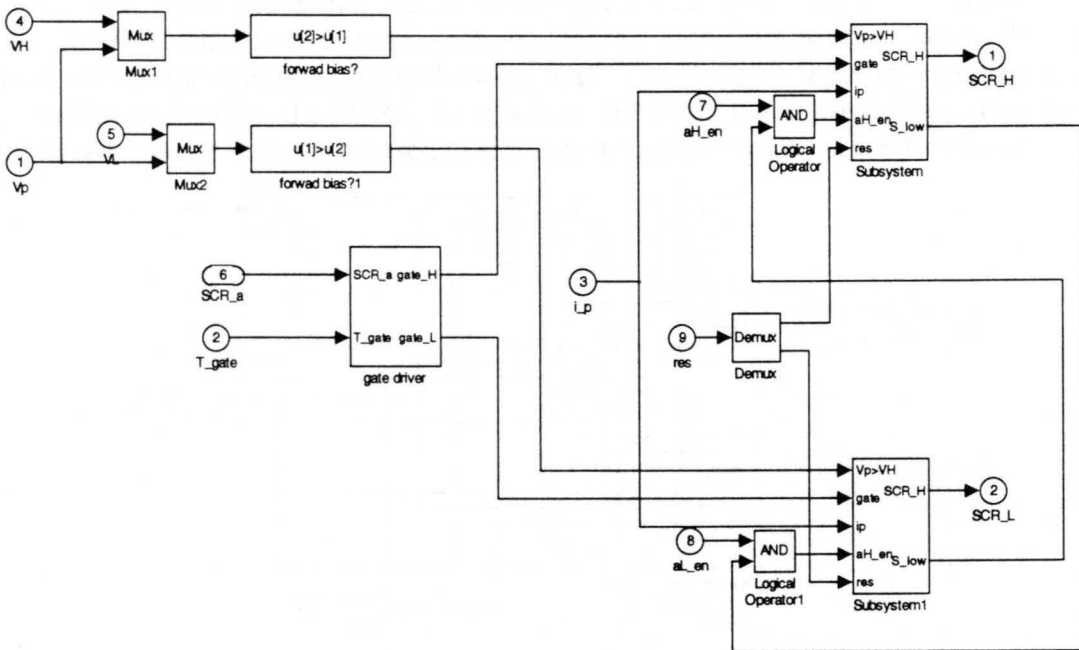 4
VH
Mux
Mux1
u[2]>u[1]
forwad bias?
5
VL
1
Vp
Mux
Mux2
u[1]>u[2]
forwad bias?1
6
SCR_a
2
T_gate
SCR_a gate_H
T_gate gate_L
gate driver
3
i_p
7
aH_en
AND
Logical
Operator
Vp>VH
gate
ip
aH_en
res
SCR_H
S_low
Subsystem
1
SCR_H
9
res
Demux
Demux
8
aL_en
AND
Logical
Operator1
Vp>VH
gate
ip
aH_en
res
SCR_H
S_low
Subsystem1
2
SCR_L